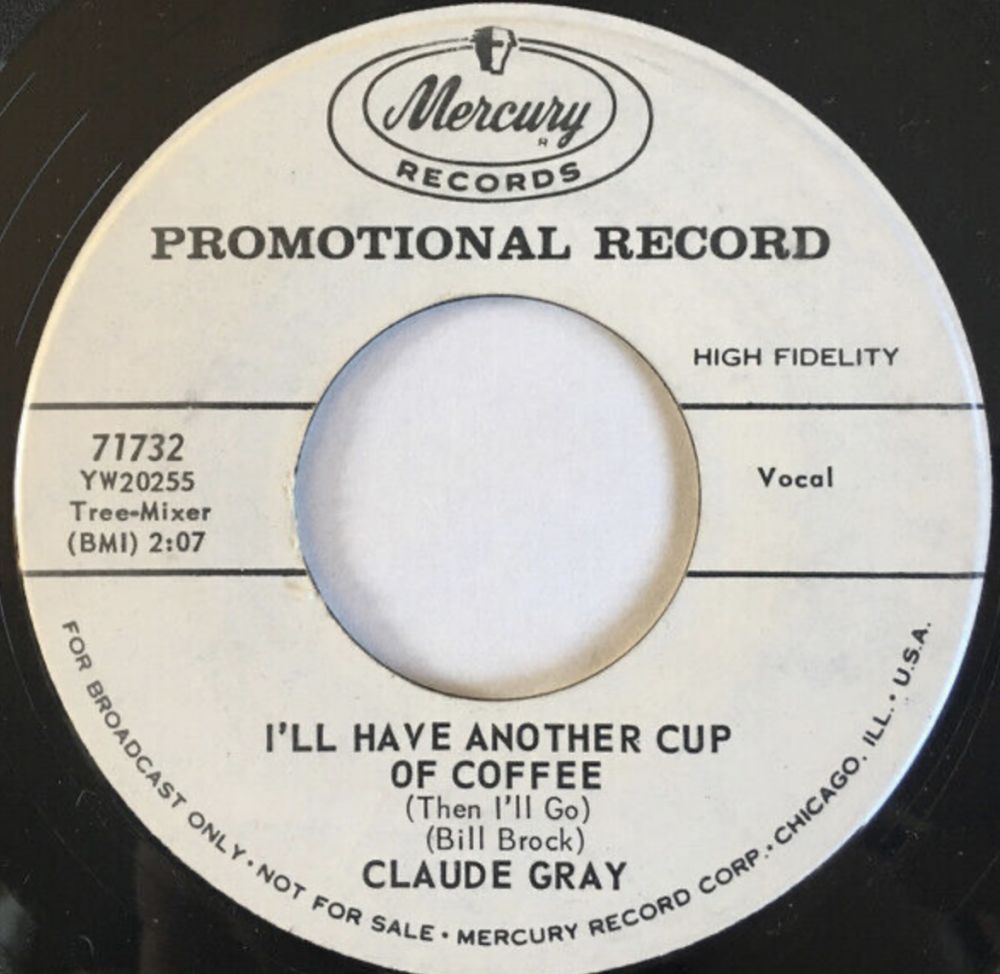 Mercury
R
RECORDS
PROMOTIONAL RECORD
HIGH FIDELITY
71732
YW20255
Tree-Mixer
(BMI) 2:07
Vocal
I'LL HAVE ANOTHER CUP
OF COFFEE
(Then I'll Go)
(Bill Brock)
CLAUDE GRAY
FOR BROADCAST ONLY • NOT FOR SALE • MERCURY RECORD CORP. • CHICAGO, ILL. • U.S.A.